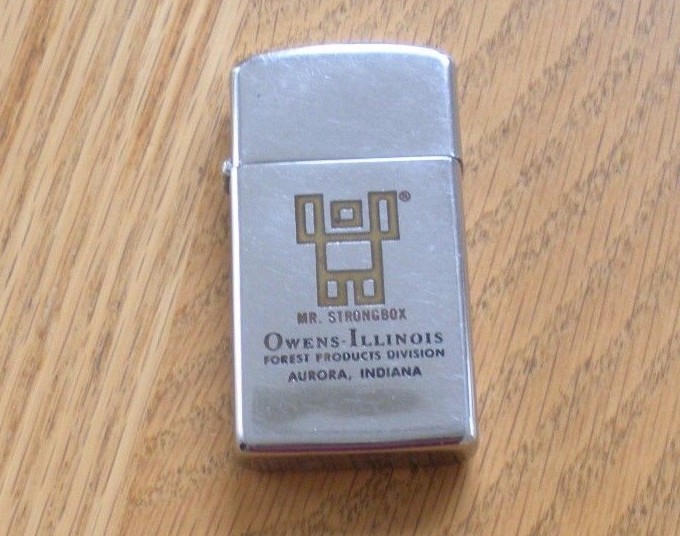 ®
MR. STRONGBOX
OWENS-ILLINOIS
FOREST PRODUCTS DIVISION
AURORA, INDIANA